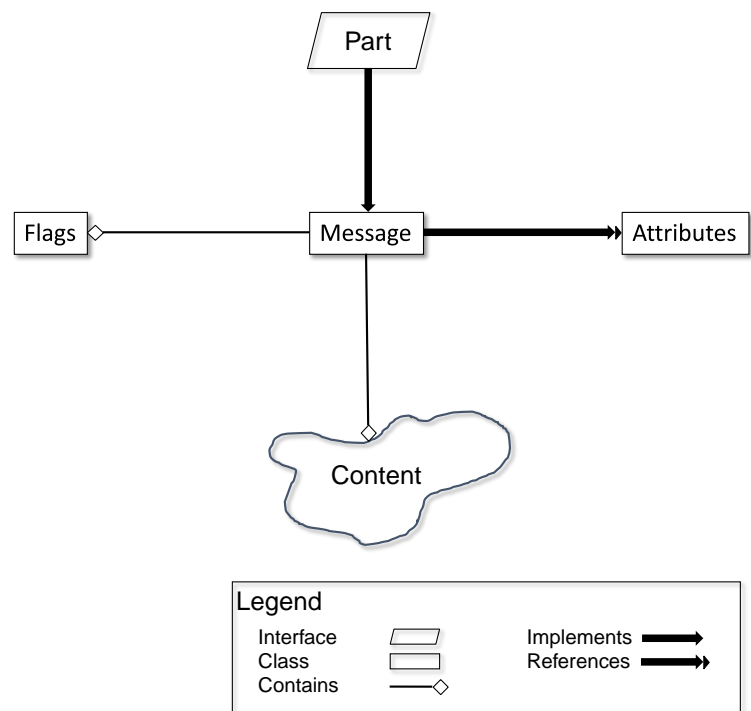 Part
Flags
Message
Attributes
Content
Legend
Interface
Implements
Class
References
Contains